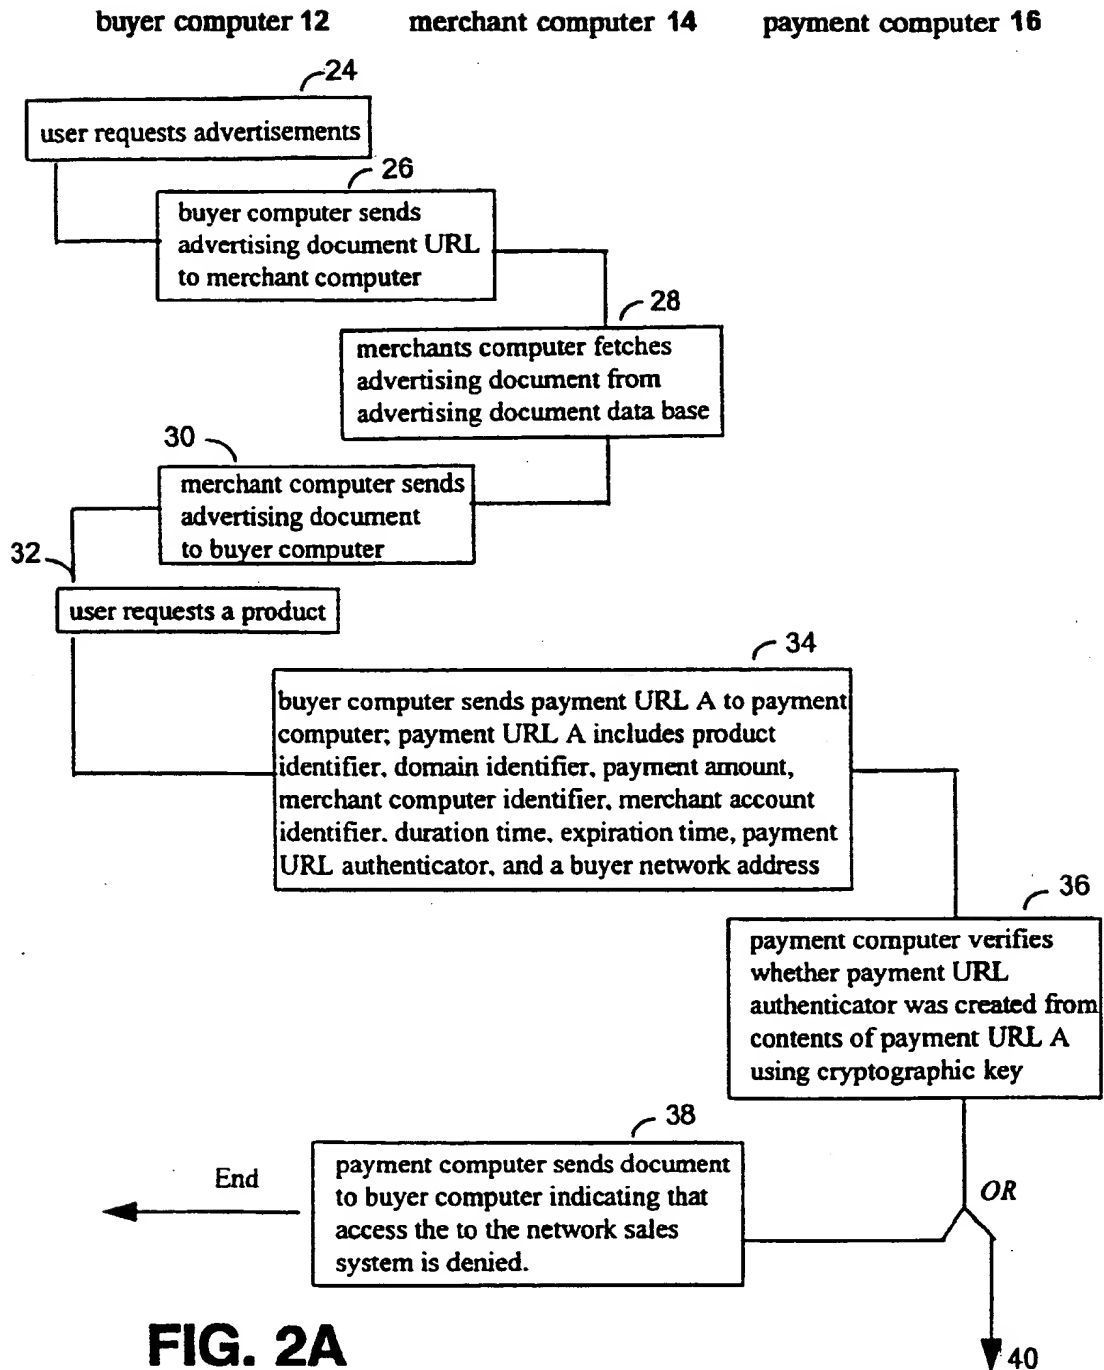 buyer computer 12 merchant computer 14 payment computer 16
24
user requests advertisements
26
buyer computer sends
advertising document URL
to merchant computer
28
merchants computer fetches
advertising document from
advertising document data base
30
merchant computer sends
advertising document
to buyer computer
32
user requests a product
34
buyer computer sends payment URL A to payment
computer; payment URL A includes product
identifier, domain identifier, payment amount,
merchant computer identifier, merchant account
identifier, duration time, expiration time, payment
URL authenticator, and a buyer network address
36
payment computer verifies
whether payment URL
authenticator was created from
contents of payment URL A
using cryptographic key
38
payment computer sends document
to buyer computer indicating that
access the to the network sales
system is denied.
End
OR
40
FIG. 2A